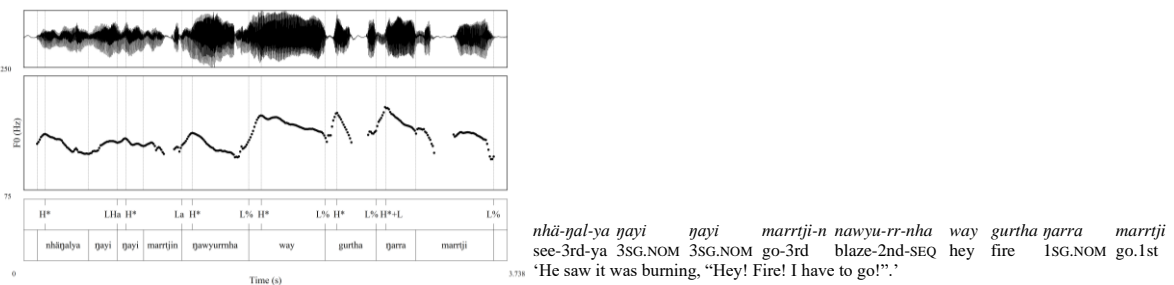 250
F0 (Hz)
75
H* LHa H* La H* L% H* L% H* L% H*+L L%
nhäŋalya ŋayi ŋayi marrtjin ŋawyurrnha way gurtha ŋarra marrtji
0 3.738
Time (s)
nhä-ŋal-ya ŋayi ŋayi marrtji-n nawyu-rr-nha way gurtha ŋarra marrtji
see-3rd-ya 3SG.NOM 3SG.NOM go-3rd blaze-2nd-SEQ hey fire 1SG.NOM go.1st
‘He saw it was burning, “Hey! Fire! I have to go!”.’